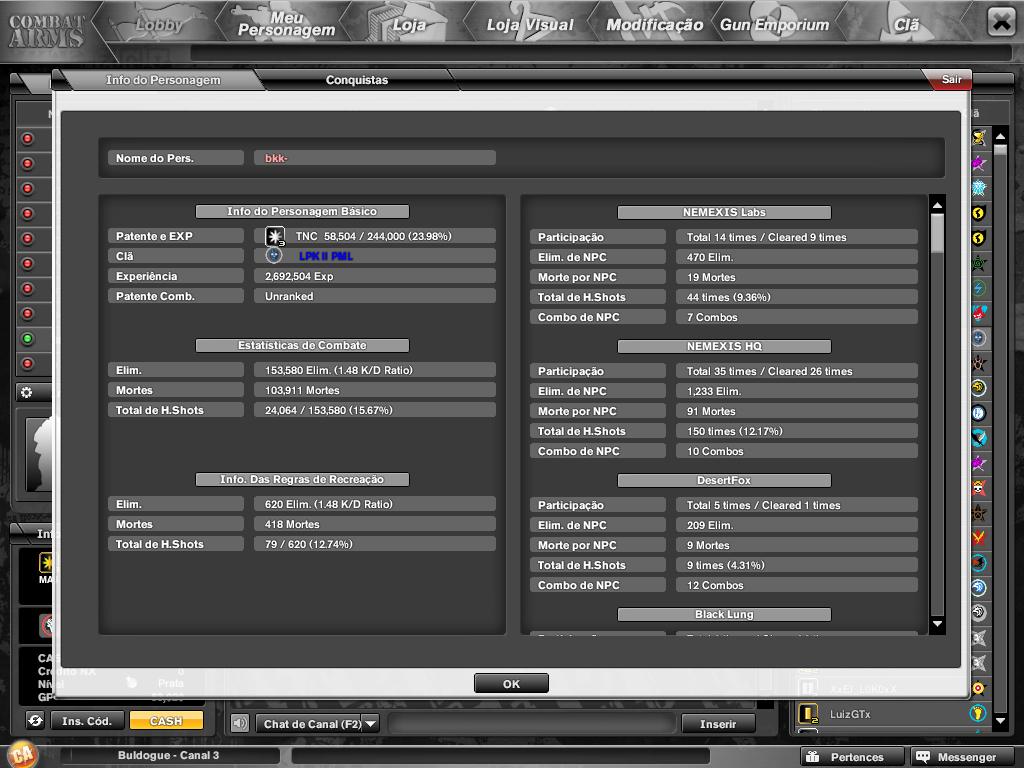 COMBAT ARMS
Lobby
Meu Personagem
Loja
Loja Visual
Modificação
Gun Emporium
Clã
Info do Personagem
Conquistas
Sair
Nome do Pers. bkk-
Info do Personagem Básico
Patente e EXP TNC 58,504 / 244,000 (23.98%)
Clã LPK II PML
Experiência 2,692,504 Exp
Patente Comb. Unranked
Estatísticas de Combate
Elim. 153,580 Elim. (1.48 K/D Ratio)
Mortes 103,911 Mortes
Total de H.Shots 24,064 / 153,580 (15.67%)
Info. Das Regras de Recreação
Elim. 620 Elim. (1.48 K/D Ratio)
Mortes 418 Mortes
Total de H.Shots 79 / 620 (12.74%)
NEMEXIS Labs
Participação Total 14 times / Cleared 9 times
Elim. de NPC 470 Elim.
Morte por NPC 19 Mortes
Total de H.Shots 44 times (9.36%)
Combo de NPC 7 Combos
NEMEXIS HQ
Participação Total 35 times / Cleared 26 times
Elim. de NPC 1,233 Elim.
Morte por NPC 91 Mortes
Total de H.Shots 150 times (12.17%)
Combo de NPC 10 Combos
DesertFox
Participação Total 5 times / Cleared 1 times
Elim. de NPC 209 Elim.
Morte por NPC 9 Mortes
Total de H.Shots 9 times (4.31%)
Combo de NPC 12 Combos
Black Lung
OK
Prata
LuizGTx
Ins. Cód.
CASH
Chat de Canal (F2)
Inserir
CA
Buldogue - Canal 3
Pertences
Messenger